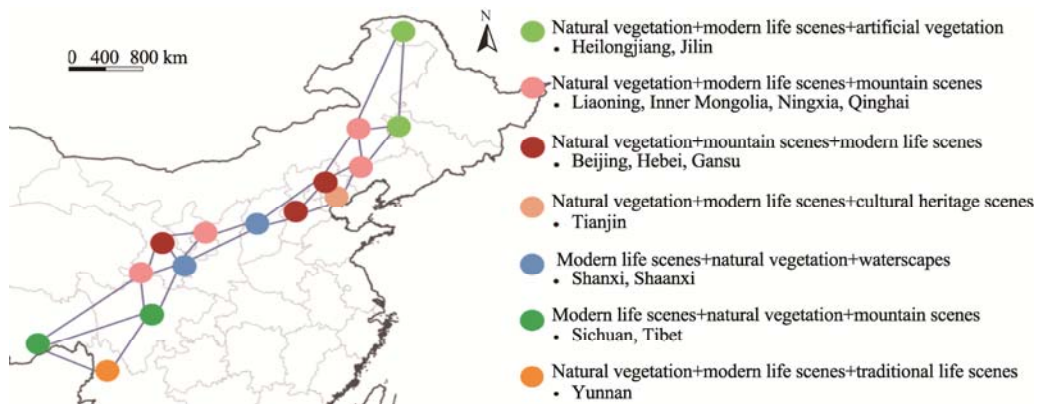 N
0 400 800 km
Natural vegetation+modern life scenes+artificial vegetation
• Heilongjiang, Jilin
Natural vegetation+modern life scenes+mountain scenes
• Liaoning, Inner Mongolia, Ningxia, Qinghai
Natural vegetation+mountain scenes+modern life scenes
• Beijing, Hebei, Gansu
Natural vegetation+modern life scenes+cultural heritage scenes
• Tianjin
Modern life scenes+natural vegetation+waterscapes
• Shanxi, Shaanxi
Modern life scenes+natural vegetation+mountain scenes
• Sichuan, Tibet
Natural vegetation+modern life scenes+traditional life scenes
• Yunnan